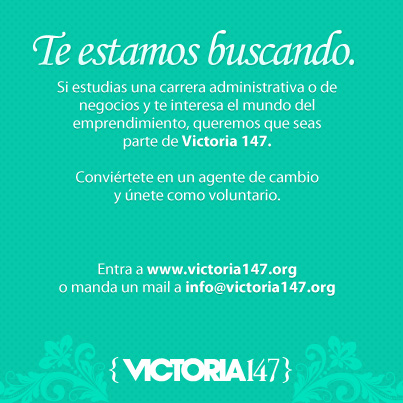 Te estamos buscando.
Si estudias una carrera administrativa o de
negocios y te interesa el mundo del
emprendimiento, queremos que seas
parte de Victoria 147.
Conviértete en un agente de cambio
y únete como voluntario.
Entra a www.victoria147.org
o manda un mail a info@victoria147.org
{ VICTORIA147 }